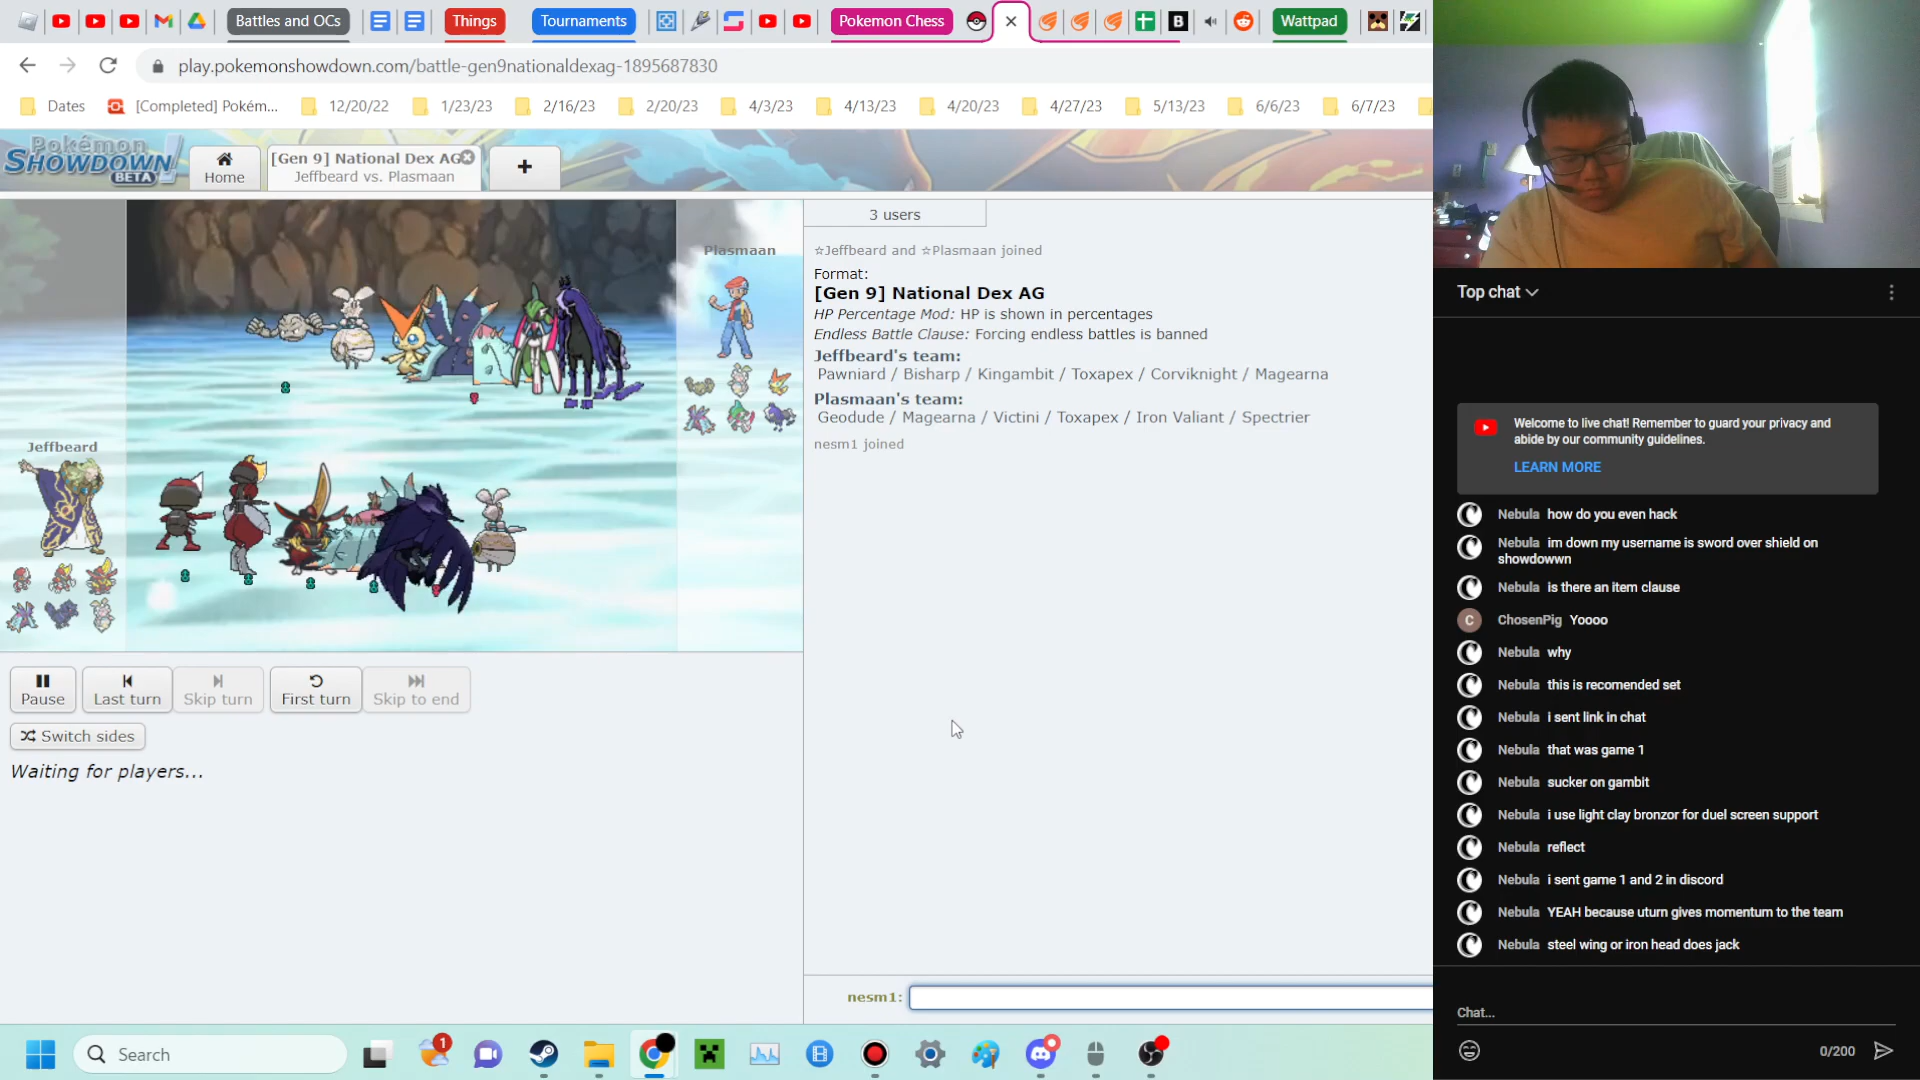 Battles and OCs
Things
Tournaments
Pokemon Chess
Wattpad
play.pokemonshowdown.com/battle-gen9nationaldexag-1895687830
Dates
[Completed] Pokém...
12/20/22
1/23/23
2/16/23
2/20/23
4/3/23
4/13/23
4/20/23
4/27/23
5/13/23
6/6/23
6/7/23
Pokémon
SHOWDOWN!
BETA
Home
[Gen 9] National Dex AG
Jeffbeard vs. Plasmaan
+
Plasmaan
Jeffbeard
3 users
☆Jeffbeard and ☆Plasmaan joined
Format:
[Gen 9] National Dex AG
HP Percentage Mod: HP is shown in percentages
Endless Battle Clause: Forcing endless battles is banned
Jeffbeard's team:
Pawniard / Bisharp / Kingambit / Toxapex / Corviknight / Magearna
Plasmaan's team:
Geodude / Magearna / Victini / Toxapex / Iron Valiant / Spectrier
nesm1 joined
Pause
Last turn
Skip turn
First turn
Skip to end
Switch sides
Waiting for players...
nesm1:
Search
1
Top chat
Welcome to live chat! Remember to guard your privacy and
abide by our community guidelines.
LEARN MORE
Nebula how do you even hack
Nebula im down my username is sword over shield on
showdowwn
Nebula is there an item clause
C ChosenPig Yoooo
Nebula why
Nebula this is recomended set
Nebula i sent link in chat
Nebula that was game 1
Nebula sucker on gambit
Nebula i use light clay bronzor for duel screen support
Nebula reflect
Nebula i sent game 1 and 2 in discord
Nebula YEAH because uturn gives momentum to the team
Nebula steel wing or iron head does jack
Chat...
0/200